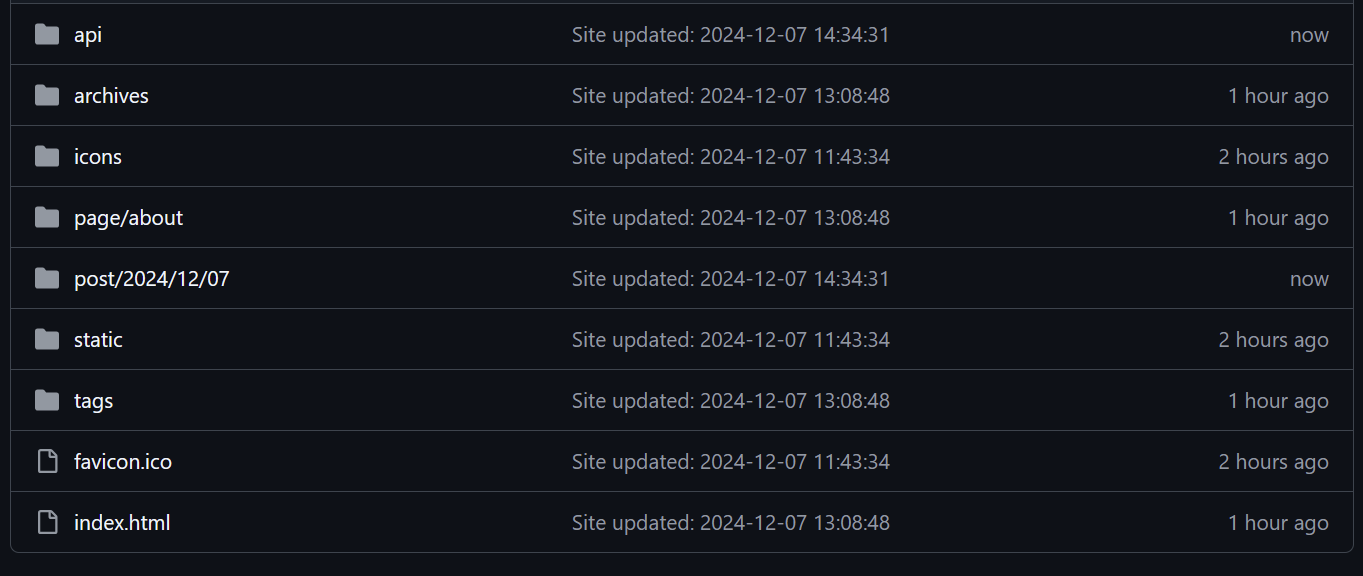 api Site updated: 2024-12-07 14:34:31 now
archives Site updated: 2024-12-07 13:08:48 1 hour ago
icons Site updated: 2024-12-07 11:43:34 2 hours ago
page/about Site updated: 2024-12-07 13:08:48 1 hour ago
post/2024/12/07 Site updated: 2024-12-07 14:34:31 now
static Site updated: 2024-12-07 11:43:34 2 hours ago
tags Site updated: 2024-12-07 13:08:48 1 hour ago
favicon.ico Site updated: 2024-12-07 11:43:34 2 hours ago
index.html Site updated: 2024-12-07 13:08:48 1 hour ago